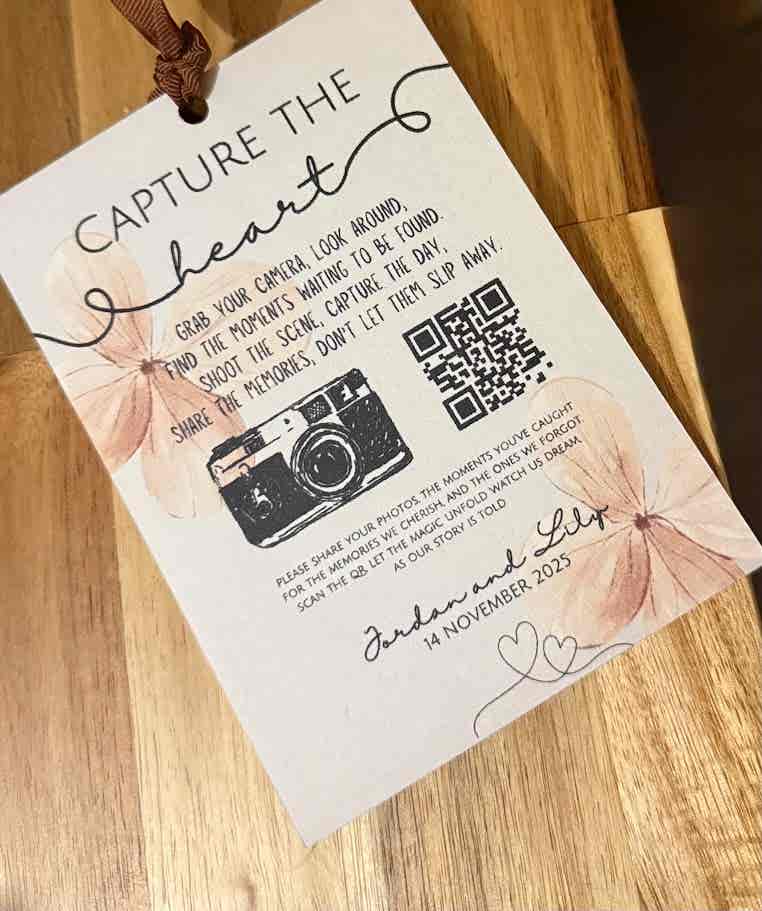 CAPTURE THE
heart
GRAB YOUR CAMERA, LOOK AROUND,
FIND THE MOMENTS WAITING TO BE FOUND.
SHOOT THE SCENE, CAPTURE THE DAY,
SHARE THE MEMORIES, DON'T LET THEM SLIP AWAY.
PLEASE SHARE YOUR PHOTOS, THE MOMENTS YOU'VE CAUGHT
FOR THE MEMORIES WE CHERISH, AND THE ONES WE FORGOT.
SCAN THE QR LET THE MAGIC UNFOLD WATCH US DREAM
AS OUR STORY IS TOLD
Jordan and Lily
14 NOVEMBER 2025